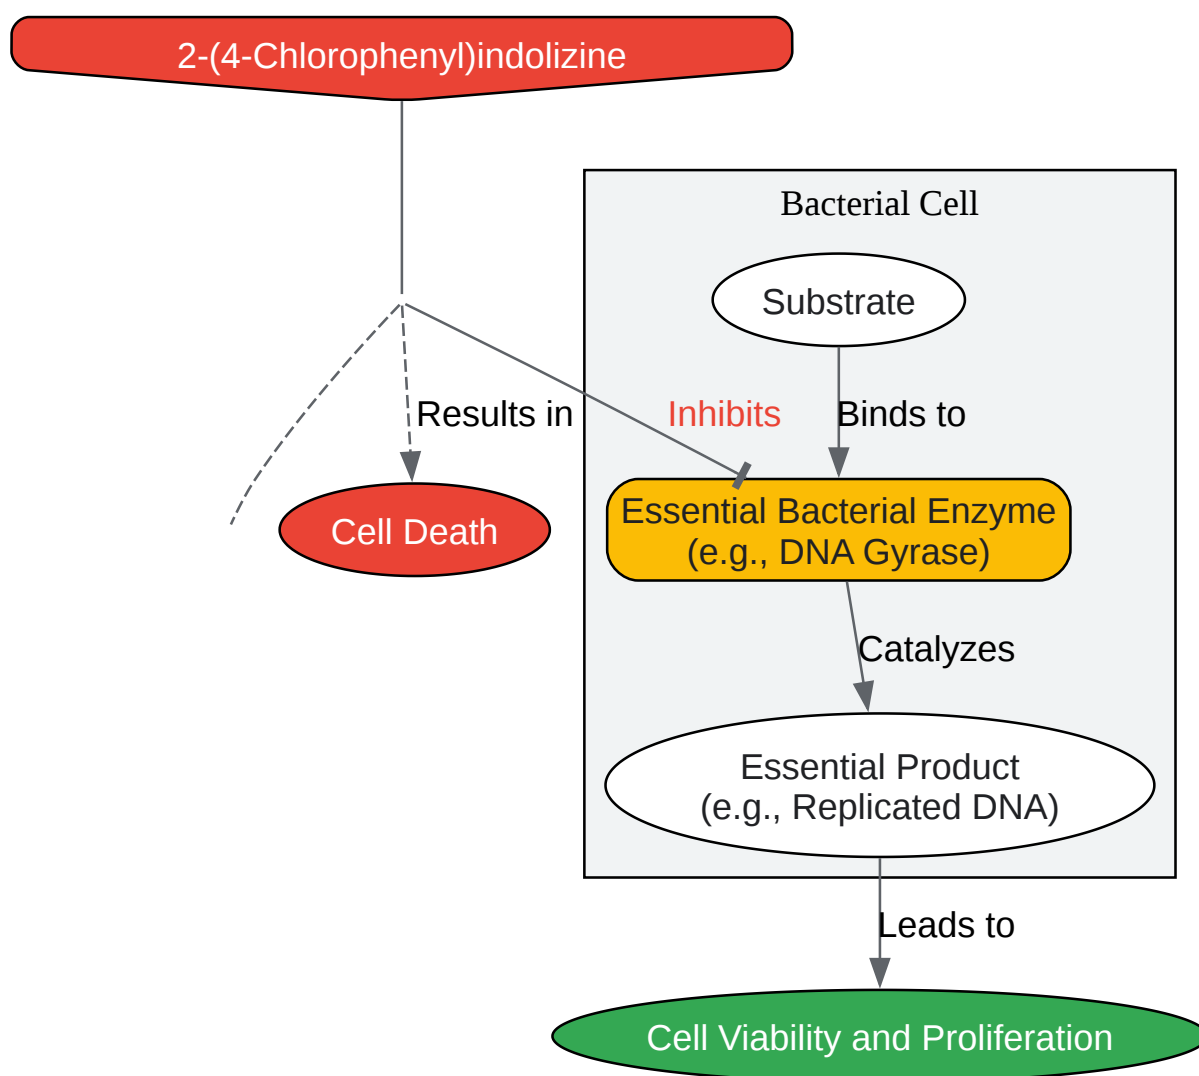 2-(4-Chlorophenyl)indolizine
Bacterial Cell
Substrate
Results in
Inhibits
Binds to
Essential Bacterial Enzyme
(e.g., DNA Gyrase)
Cell Death
Catalyzes
Essential Product
(e.g., Replicated DNA)
Leads to
Cell Viability and Proliferation